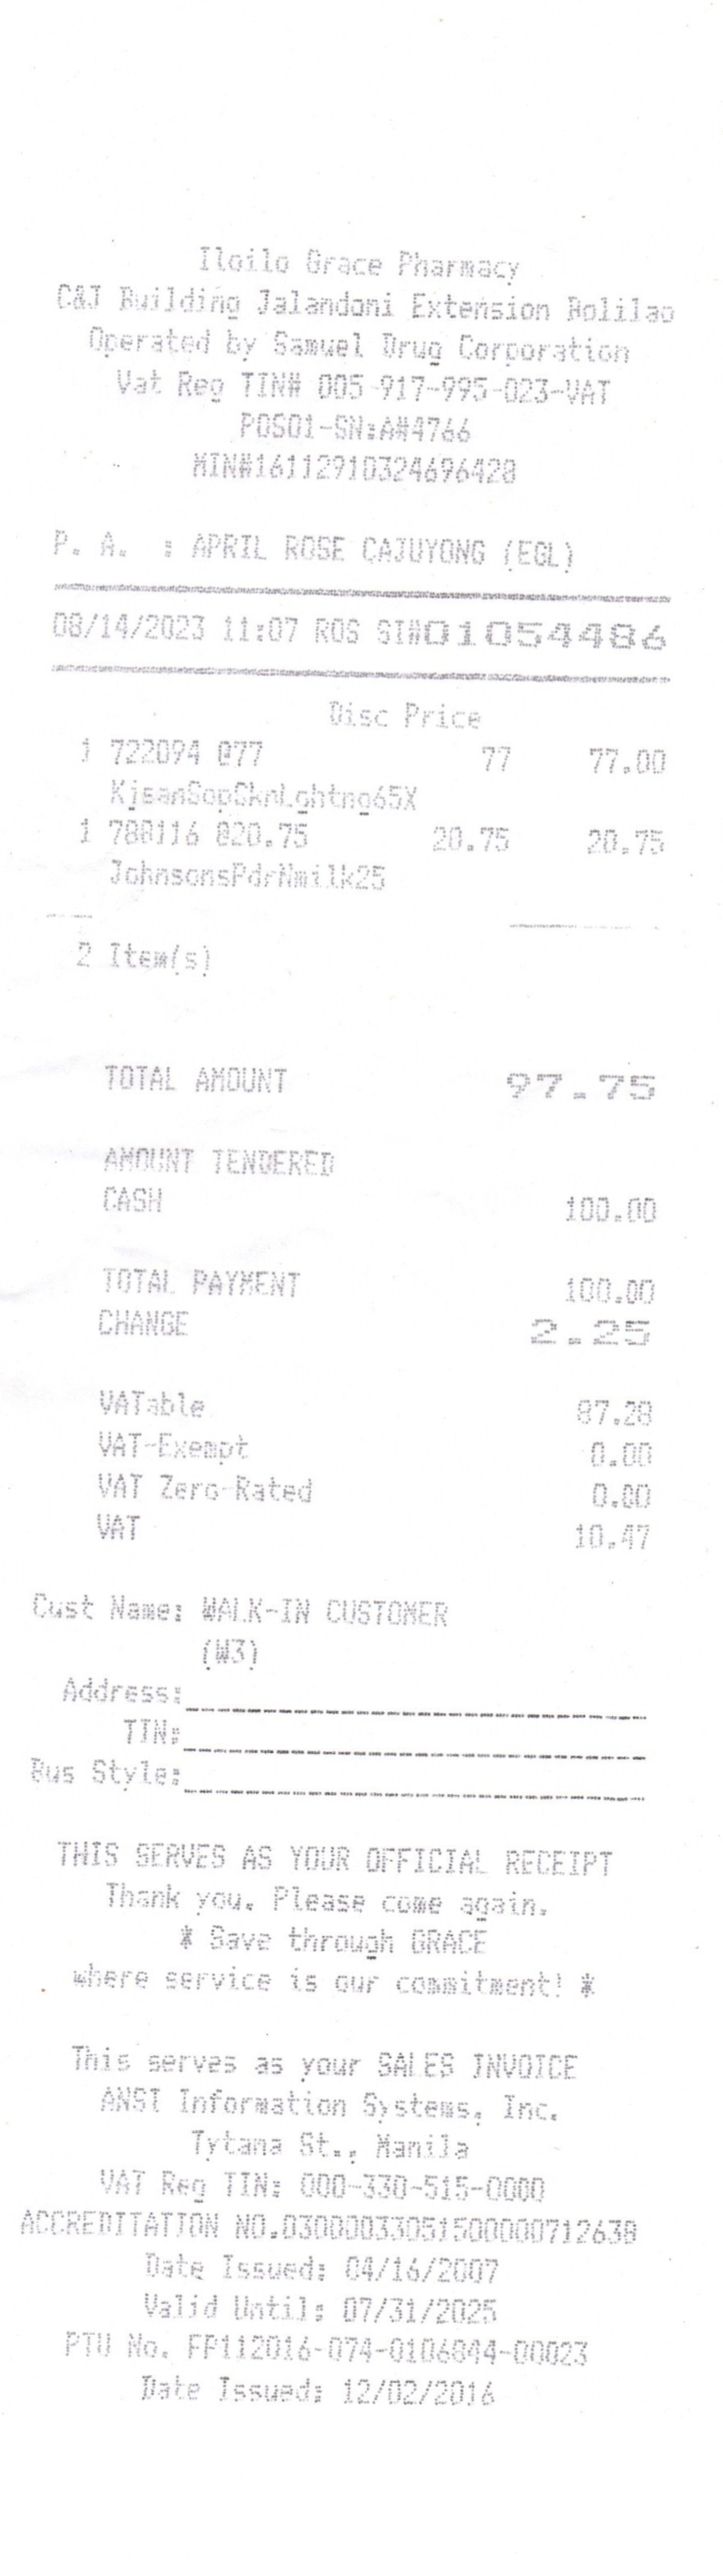 Iloilo Grace Pharmacy
C&J Building Jalandoni Extension Bolilao
Operated by Samuel Drug Corporation
Vat Reg TIN# 005-917-995-023-VAT
POS01-SN:A#4766
MIN#16112910324696428
P. A. : APRIL ROSE CAJUYONG (EGL)
08/14/2023 11:07 ROS SI#01054486
Disc Price
1 722094 @77 77 77.00
1 788116 @20.75 20.75 20.75
JohnsonsPdrNmilk25
2 Item(s)
TOTAL AMOUNT 97.75
AMOUNT TENDERED
CASH 100.00
TOTAL PAYMENT 100.00
CHANGE 2.25
VATable 87.28
VAT-Exempt 0.00
VAT Zero-Rated 0.00
VAT 10.47
Cust Name: WALK-IN CUSTOMER
(W3)
Address:
TIN:
Bus Style:
THIS SERVES AS YOUR OFFICIAL RECEIPT
Thank you. Please come again.
* Save through GRACE
where service is our commitment! *
This serves as your SALES INVOICE
ANSI Information Systems, Inc.
Tytana St., Manila
VAT Reg TIN: 000-330-515-0000
ACCREDITATION NO.030000330515000000712638
Date Issued: 04/16/2007
Valid Until: 07/31/2025
PTU No. FP112016-074-0106844-00023
Date Issued: 12/02/2016